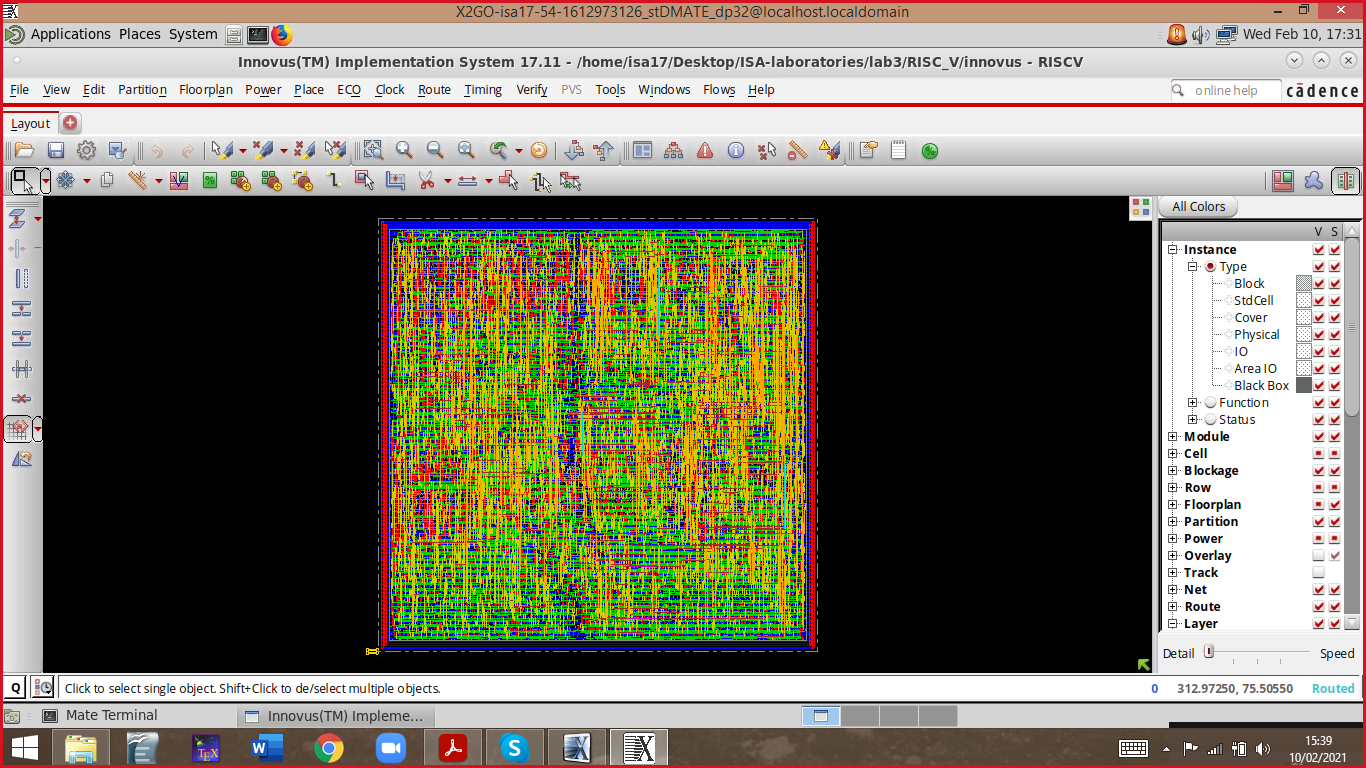 X2GO-isa17-54-1612973126_stDMATE_dp32@localhost.localdomain
Applications Places System
Wed Feb 10, 17:31
Innovus(TM) Implementation System 17.11 - /home/isa17/Desktop/ISA-laboratories/lab3/RISC_V/innovus - RISCV
File View Edit Partition Floorplan Power Place ECO Clock Route Timing Verify PVS Tools Windows Flows Help
online help
cādence
Layout
All Colors
V S
Instance
Type
Block
StdCell
Cover
Physical
IO
Area IO
Black Box
Function
Status
Module
Cell
Blockage
Row
Floorplan
Partition
Power
Overlay
Track
Net
Route
Layer
Detail Speed
Q
Click to select single object. Shift+Click to de/select multiple objects.
0 312.97250, 75.50550 Routed
Mate Terminal
Innovus(TM) Impleme...
15:39
10/02/2021